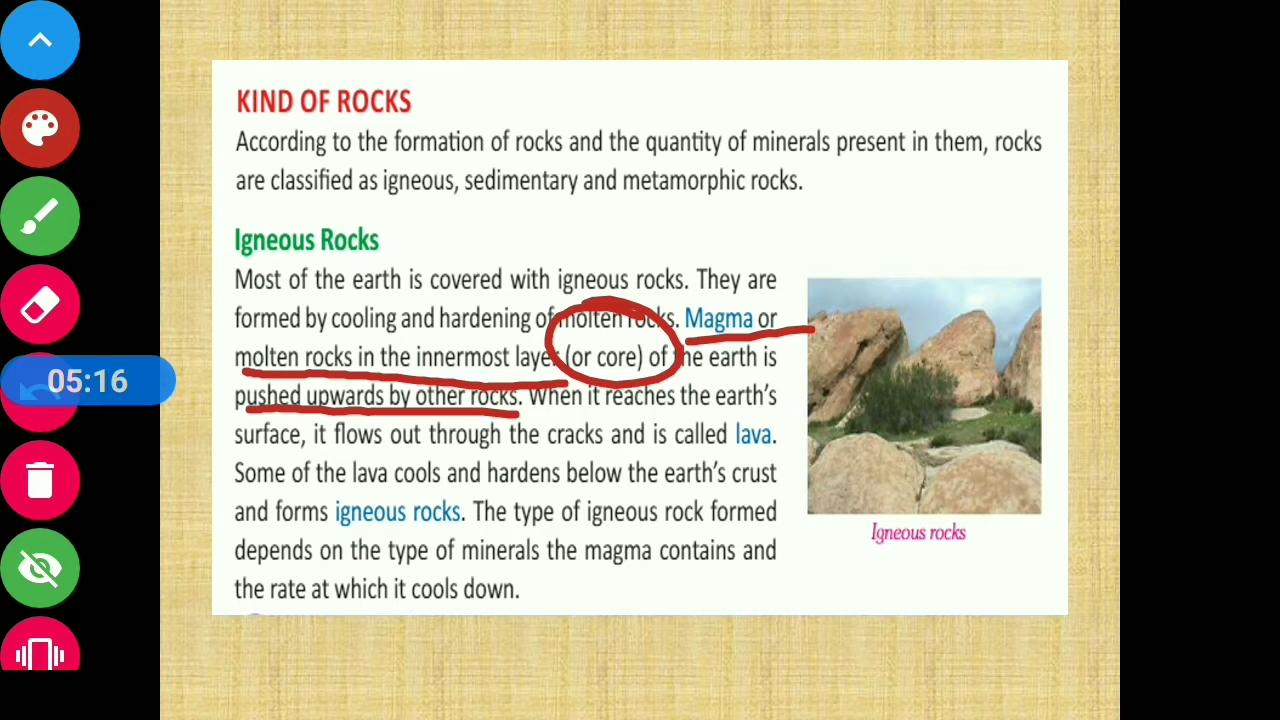 KIND OF ROCKS
According to the formation of rocks and the quantity of minerals present in them, rocks
are classified as igneous, sedimentary and metamorphic rocks.
Igneous Rocks
Most of the earth is covered with igneous rocks. They are
formed by cooling and hardening of molten rocks. Magma or
molten rocks in the innermost layer (or core) of the earth is
pushed upwards by other rocks. When it reaches the earth's
surface, it flows out through the cracks and is called lava.
Some of the lava cools and hardens below the earth's crust
and forms igneous rocks. The type of igneous rock formed
depends on the type of minerals the magma contains and
the rate at which it cools down.
Igneous rocks
05:16